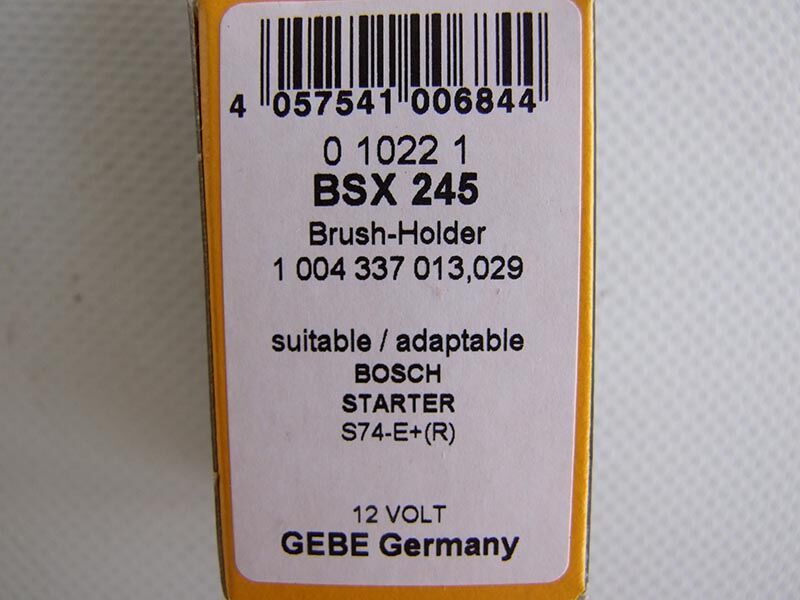 4 057541 006844
0 1022 1
BSX 245
Brush-Holder
1 004 337 013,029
suitable / adaptable
BOSCH
STARTER
S74-E+(R)
12 VOLT
GEBE Germany